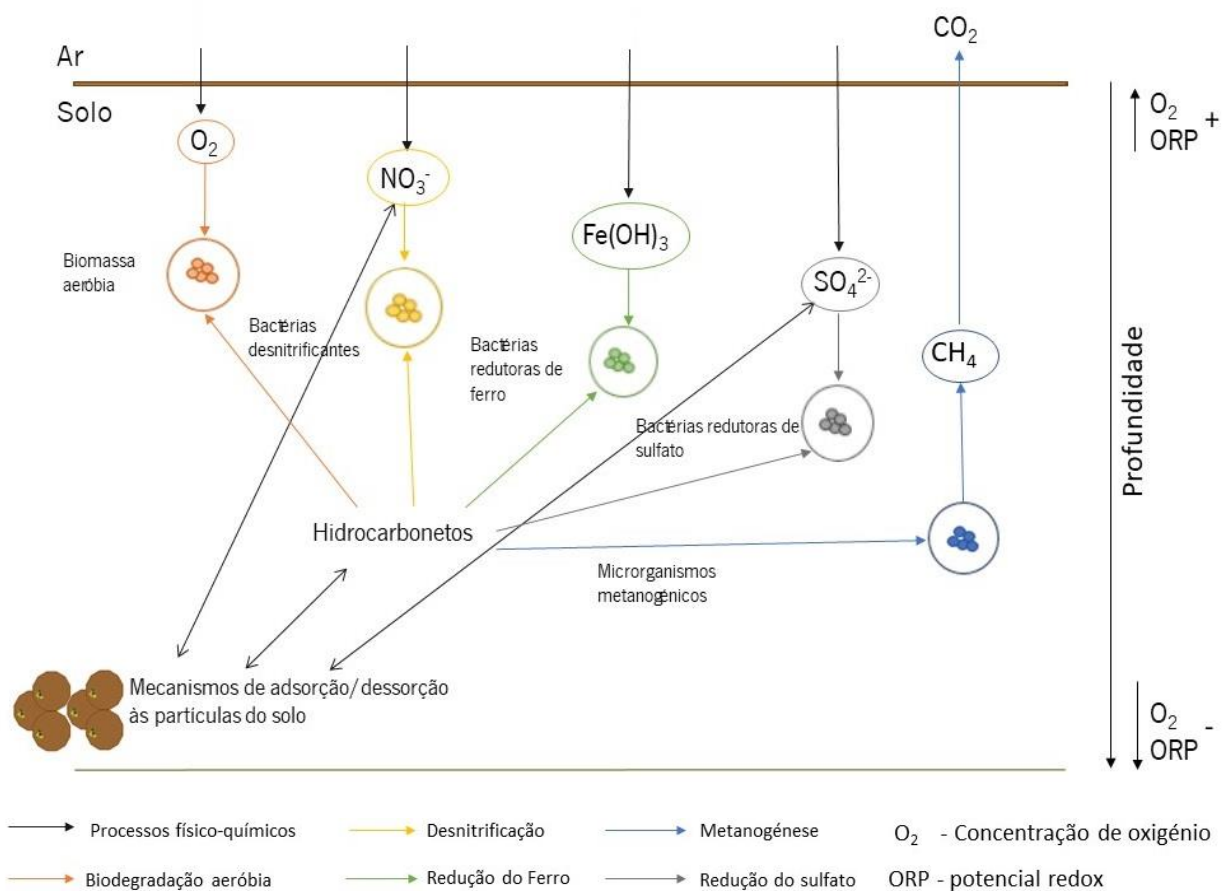 CO2
Ar
Solo
O2
ORP +
O2
NO3-
Fe(OH)3
SO42-
Biomassa
aeróbia
Bactérias
desnitrificantes
Bactérias
redutoras de
ferro
CH4
Bactérias redutoras de
sulfato
Profundidade
Hidrocarbonetos
Microrganismos
metanogénicos
Mecanismos de adsorção/dessorção
às partículas do solo
O2
ORP -
Processos físico-químicos
Desnitrificação
Metanogénese
O2 - Concentração de oxigénio
Biodegradação aeróbia
Redução do Ferro
Redução do sulfato
ORP - potencial redox